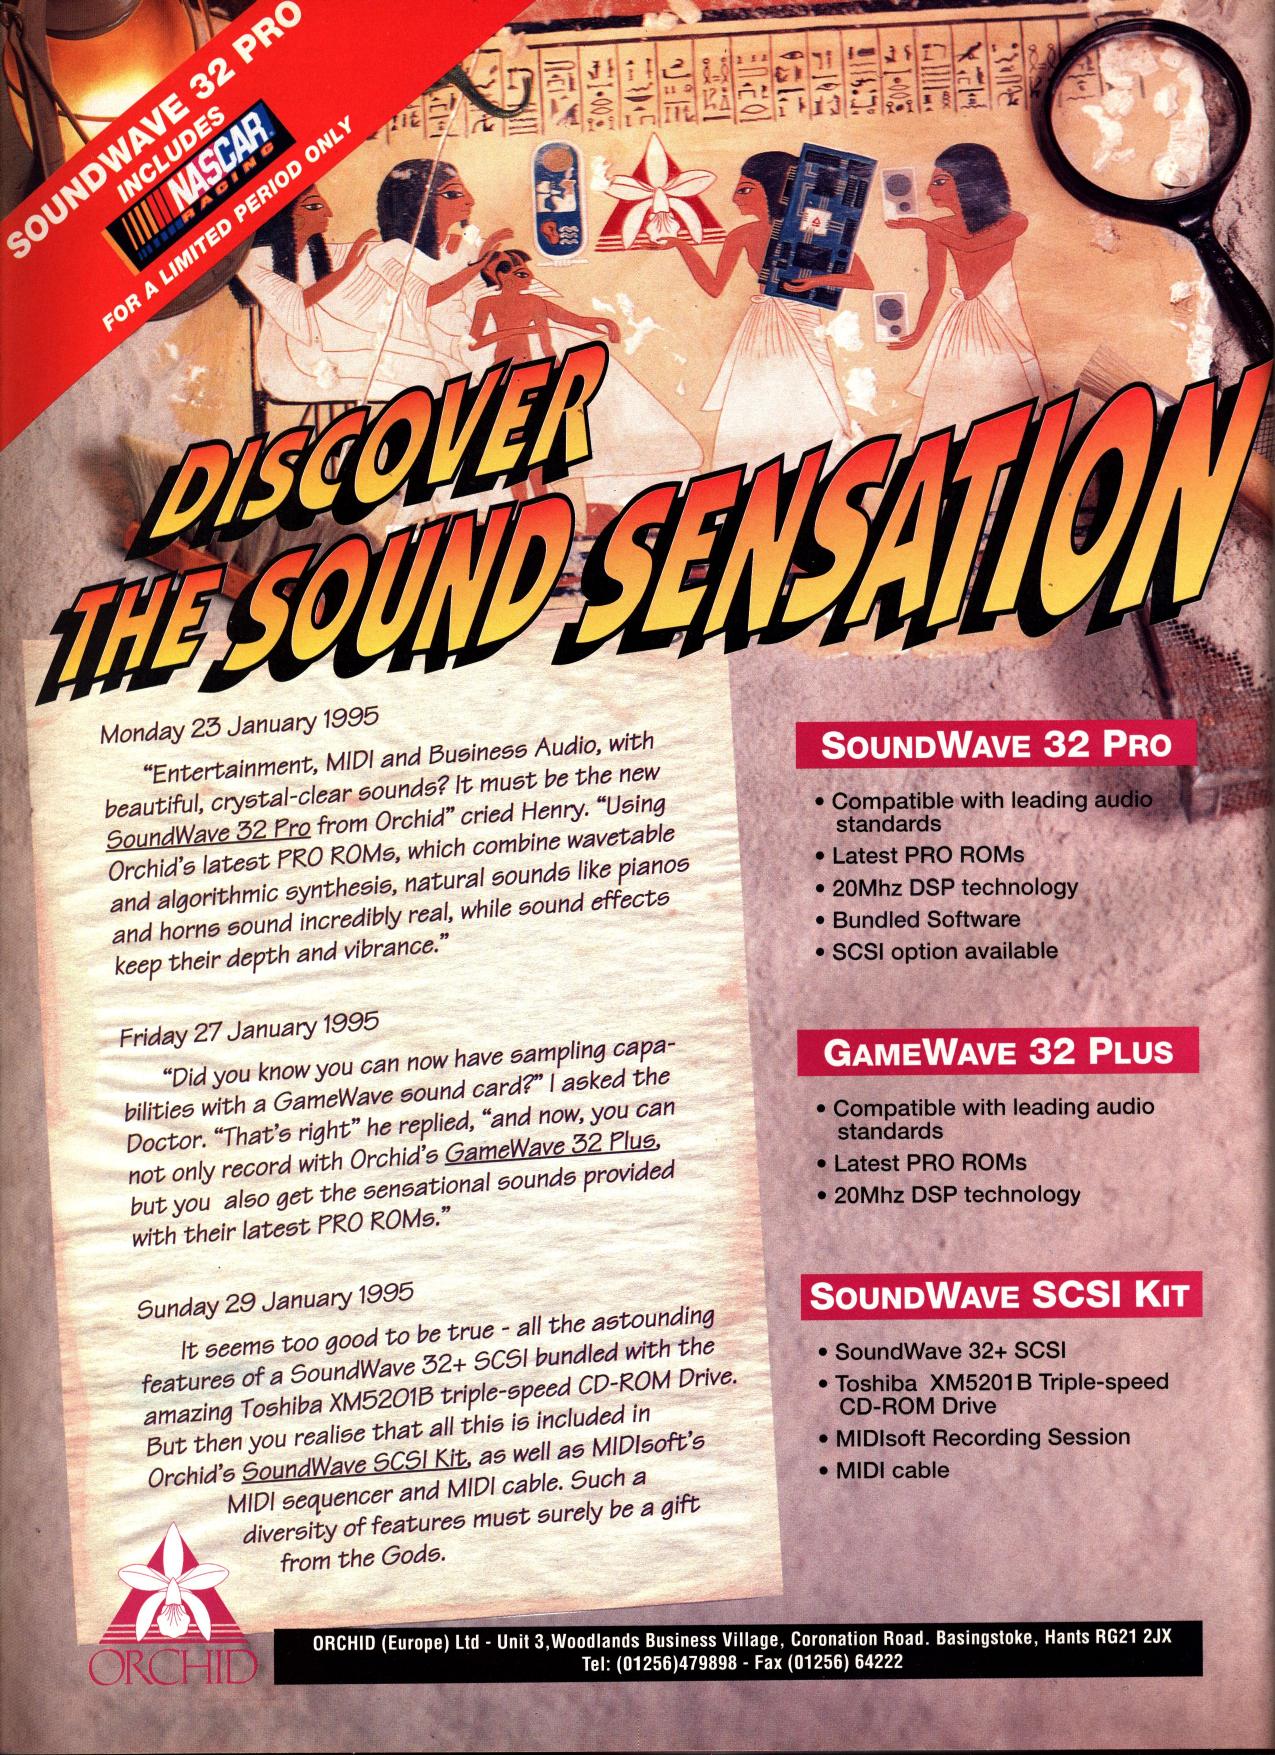 SOUNDWAVE 32 PRO
INCLUDES
NASCAR
RACING
FOR A LIMITED PERIOD ONLY
DISCOVER
THE SOUND SENSATION
Monday 23 January 1995
“Entertainment, MIDI and Business Audio, with
beautiful, crystal-clear sounds? It must be the new
SoundWave 32 Pro from Orchid” cried Henry. “Using
Orchid's latest PRO ROMs, which combine wavetable
and algorithmic synthesis, natural sounds like pianos
and horns sound incredibly real, while sound effects
keep their depth and vibrance.”
Friday 27 January 1995
“Did you know you can now have sampling capa-
bilities with a GameWave sound card?” I asked the
Doctor. “That's right” he replied, “and now, you can
not only record with Orchid's GameWave 32 Plus,
but you also get the sensational sounds provided
with their latest PRO ROMs.”
Sunday 29 January 1995
It seems too good to be true - all the astounding
features of a SoundWave 32+ SCSI bundled with the
amazing Toshiba XM5201B triple-speed CD-ROM Drive.
But then you realise that all this is included in
Orchid's SoundWave SCSI Kit, as well as MIDIsoft's
MIDI sequencer and MIDI cable. Such a
diversity of features must surely be a gift
from the Gods.
SOUNDWAVE 32 PRO
• Compatible with leading audio
standards
• Latest PRO ROMs
• 20Mhz DSP technology
• Bundled Software
• SCSI option available
GAMEWAVE 32 PLUS
• Compatible with leading audio
standards
• Latest PRO ROMs
• 20Mhz DSP technology
SOUNDWAVE SCSI KIT
• SoundWave 32+ SCSI
• Toshiba XM5201B Triple-speed
CD-ROM Drive
• MIDIsoft Recording Session
• MIDI cable
ORCHID
ORCHID (Europe) Ltd - Unit 3,Woodlands Business Village, Coronation Road. Basingstoke, Hants RG21 2JX
Tel: (01256)479898 - Fax (01256) 64222